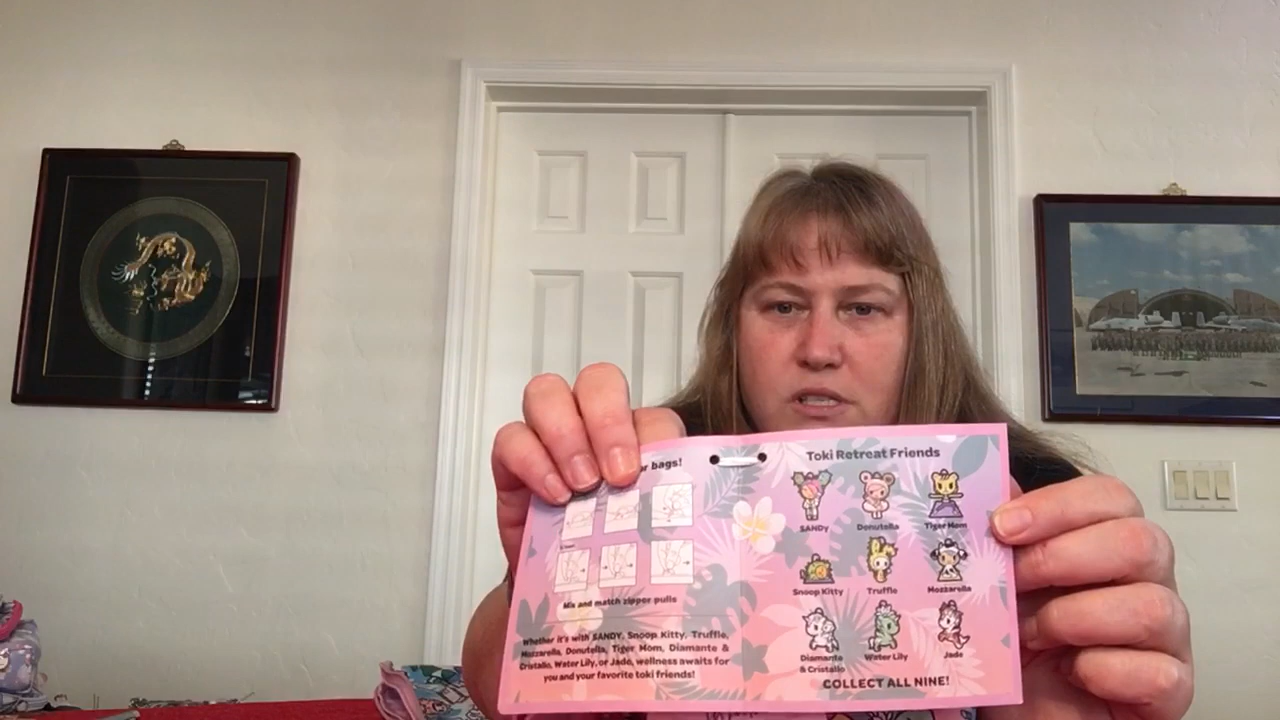 r bags!
Mix and match zipper pulls
Whether it's with SANDY, Snoop Kitty, Truffle,
Mozzarella, Donutella, Tiger Mom, Diamante &
Cristallo, Water Lily, or Jade, wellness awaits for
you and your favorite toki friends!
Toki Retreat Friends
SANDy
Donutella
Tiger Mom
Snoop Kitty
Truffle
Mozzarella
Diamante
& Cristallo
Water Lily
Jade
COLLECT ALL NINE!